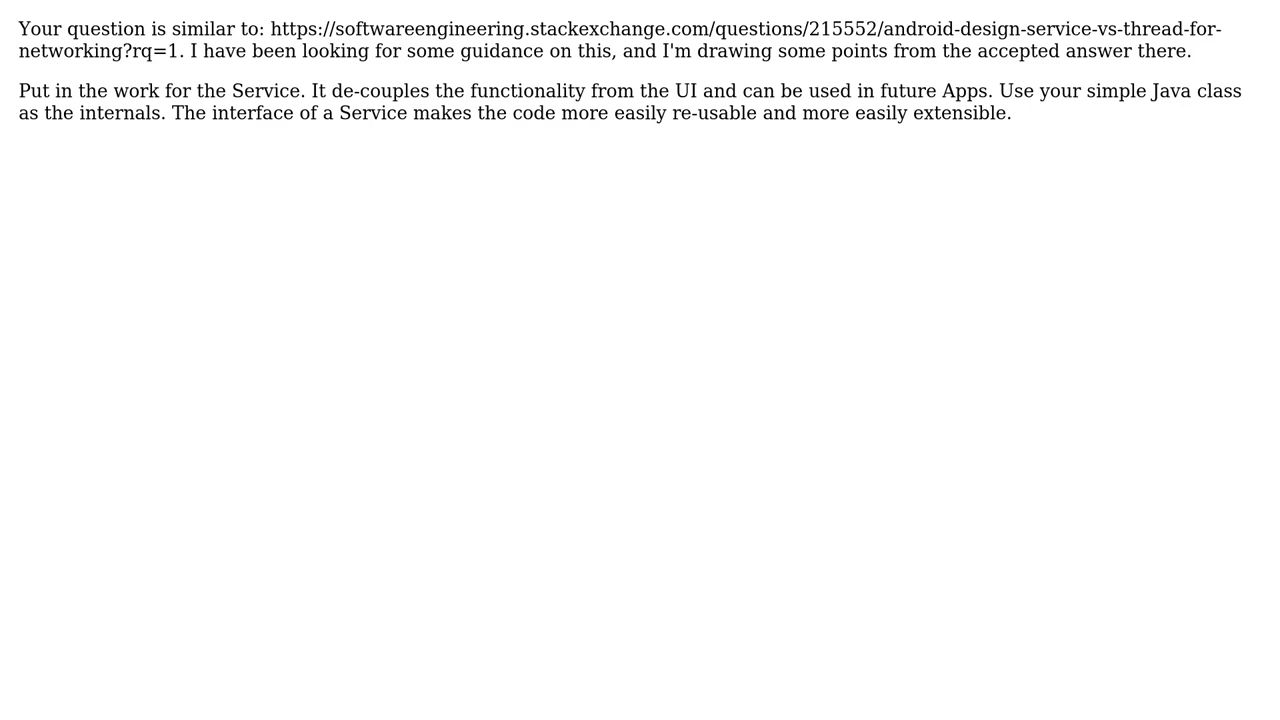 Your question is similar to: https://softwareengineering.stackexchange.com/questions/215552/android-design-service-vs-thread-for-
networking?rq=1. I have been looking for some guidance on this, and I'm drawing some points from the accepted answer there.
Put in the work for the Service. It de-couples the functionality from the UI and can be used in future Apps. Use your simple Java class
as the internals. The interface of a Service makes the code more easily re-usable and more easily extensible.